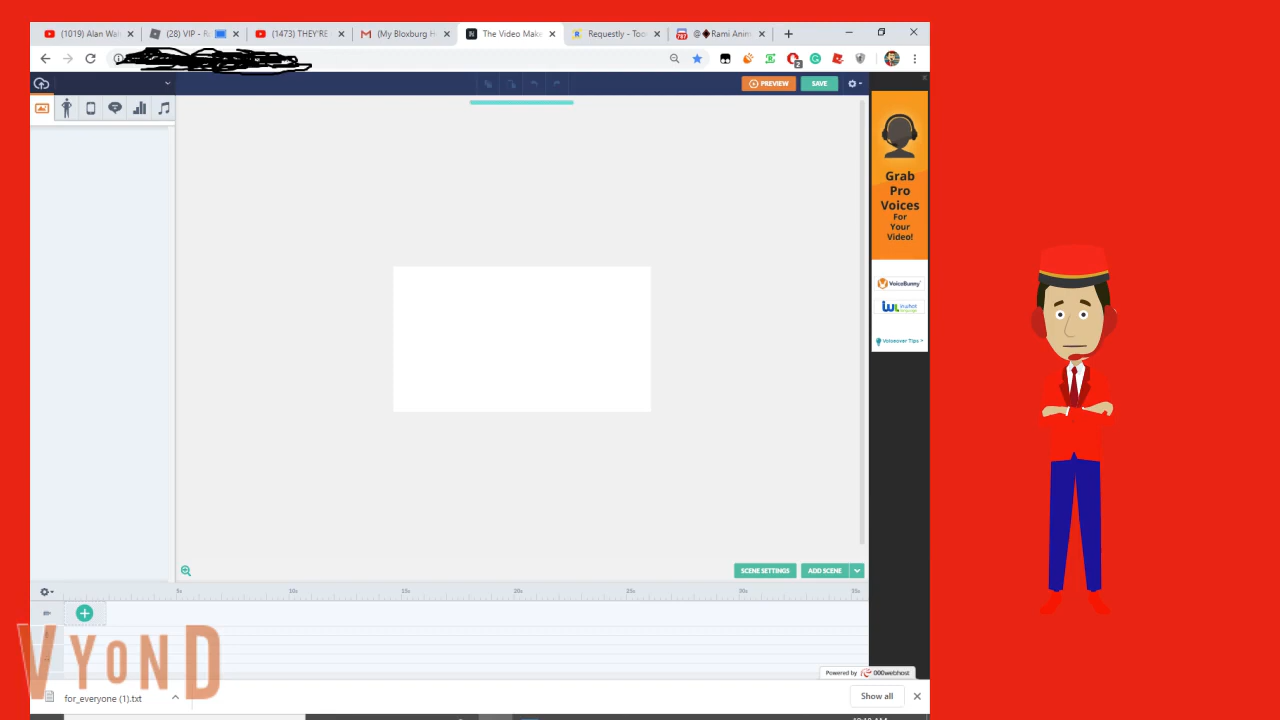 (1019) Alan Wal
(28) VIP - R
(1473) THEY'RE
(My Bloxburg H
The Video Make
Requestly - Top
@◆Rami Anim
2
PREVIEW
SAVE
Grab
Pro
Voices
For
Your
Video!
VoiceBunny
Voiceover Tips >
SCENE SETTINGS
ADD SCENE
5s 10s 15s 20s 25s 30s 35s
Powered by 000webhost
VYOND
for_everyone (1).txt
Show all